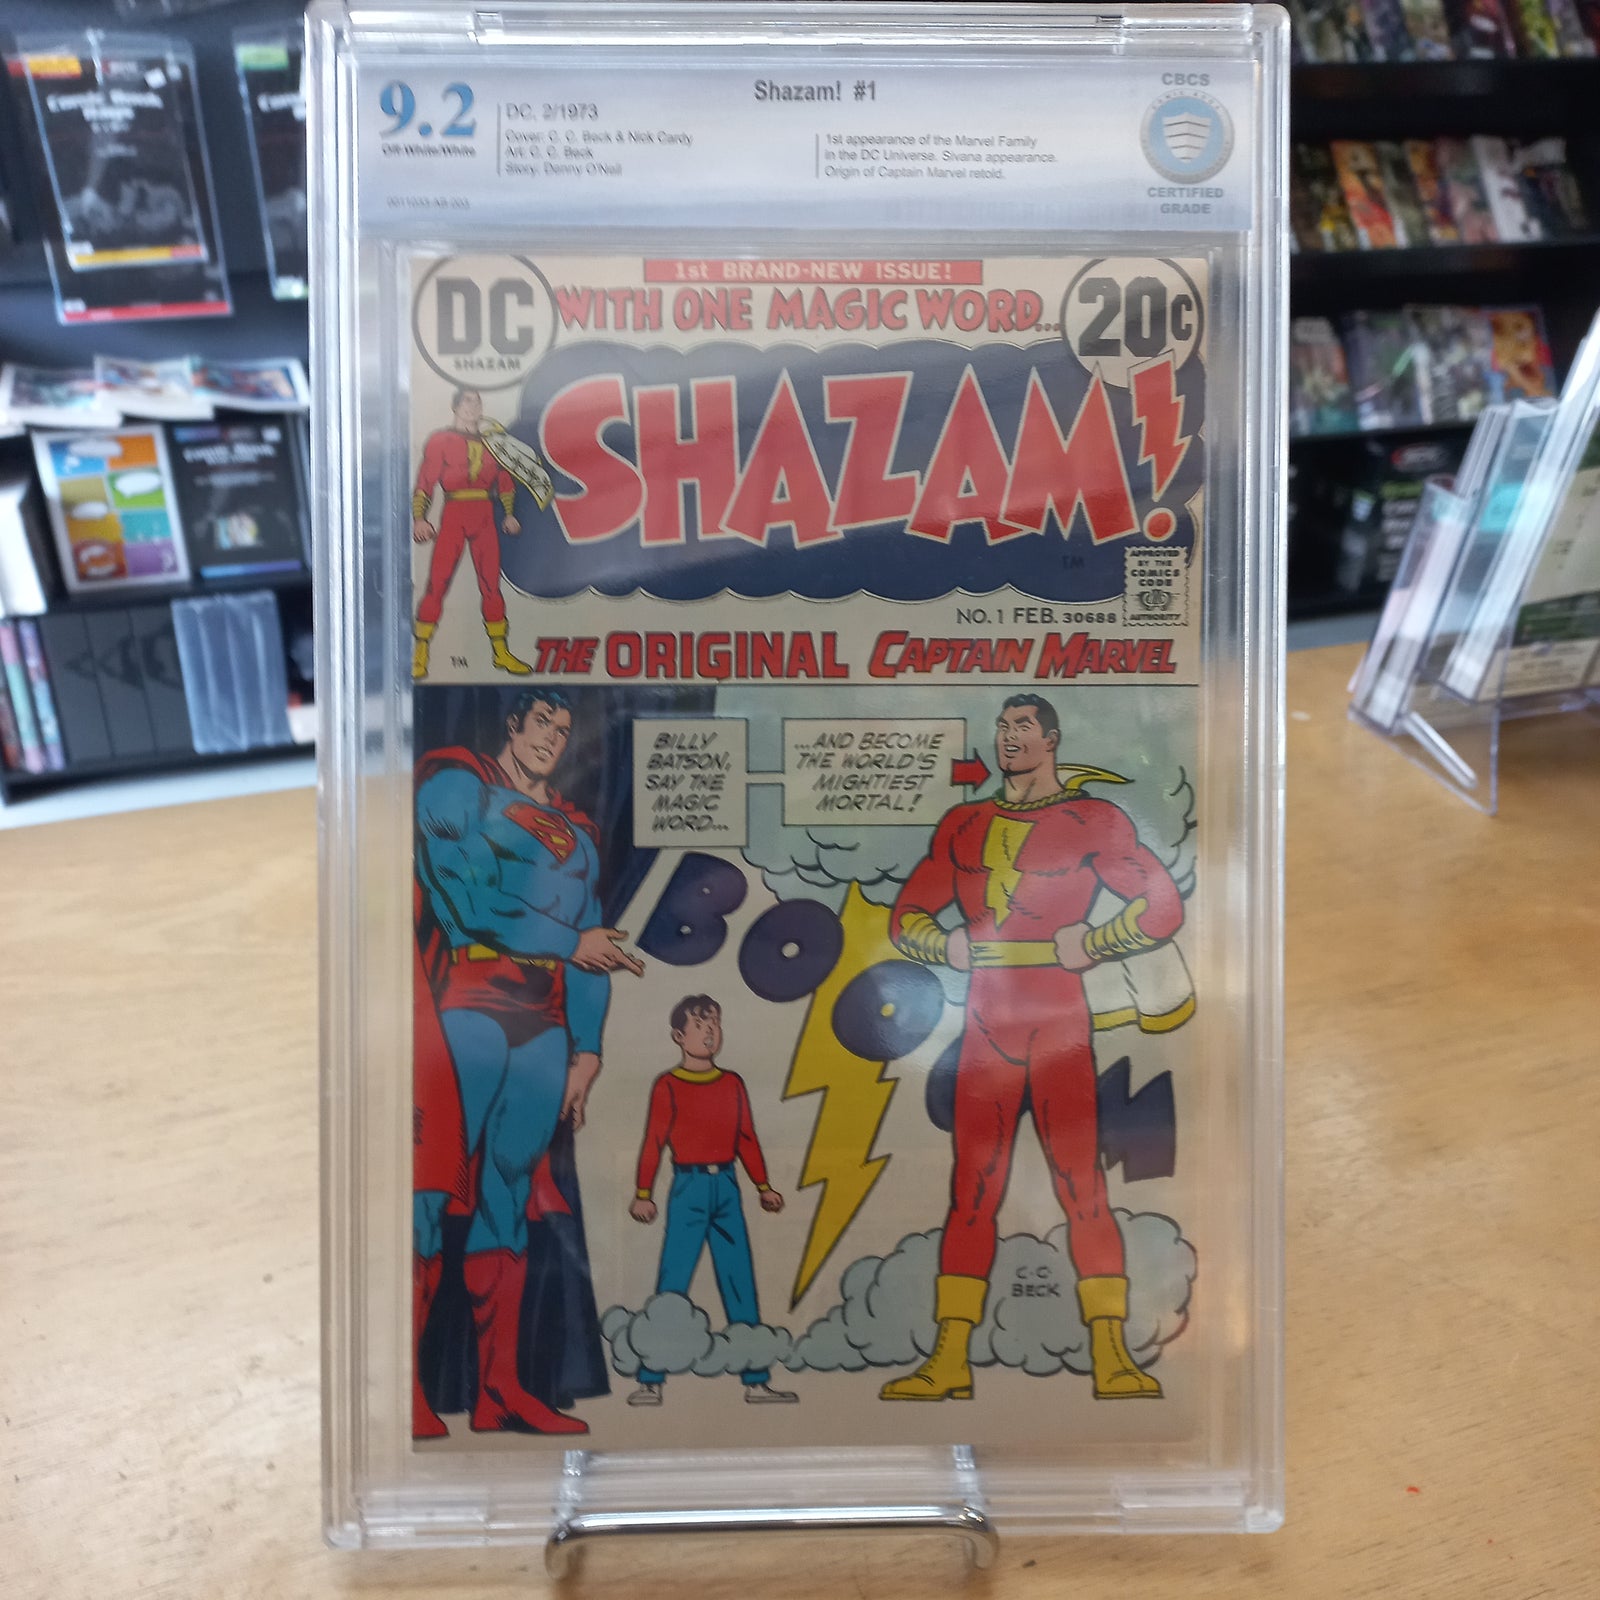 9.2
Off-White/White
DC, 2/1973
Cover: C. C. Beck & Nick Cardy
Art: C. C. Beck
Story: Denny O'Neil
Shazam! #1
1st appearance of the Marvel Family
in the DC Universe. Sivana appearance.
Origin of Captain Marvel retold.
CBCS
CERTIFIED
GRADE
1st BRAND-NEW ISSUE!
DC
SHAZAM
WITH ONE MAGIC WORD...
20c
SHAZAM!
TM
APPROVED
BY THE
COMICS
CODE
AUTHORITY
NO. 1 FEB. 30688
TM
THE ORIGINAL CAPTAIN MARVEL
BILLY
BATSON,
SAY THE
MAGIC
WORD...
...AND BECOME
THE WORLD'S
MIGHTIEST
MORTAL!
BOOOM
C.C.
BECK